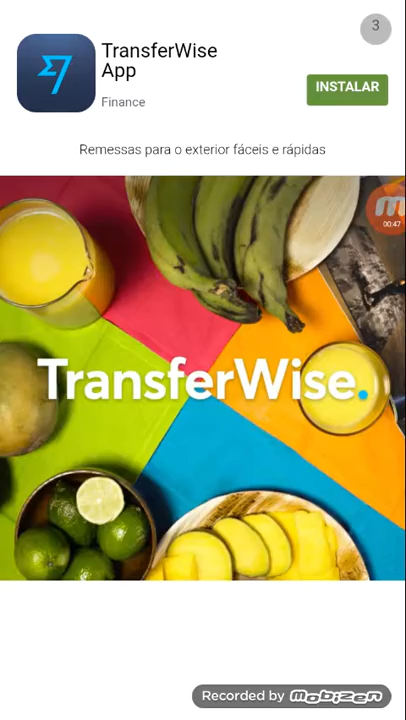 3
TransferWise
App
Finance
INSTALAR
Remessas para o exterior fáceis e rápidas
00:47
TransferWise.
Recorded by mobizen